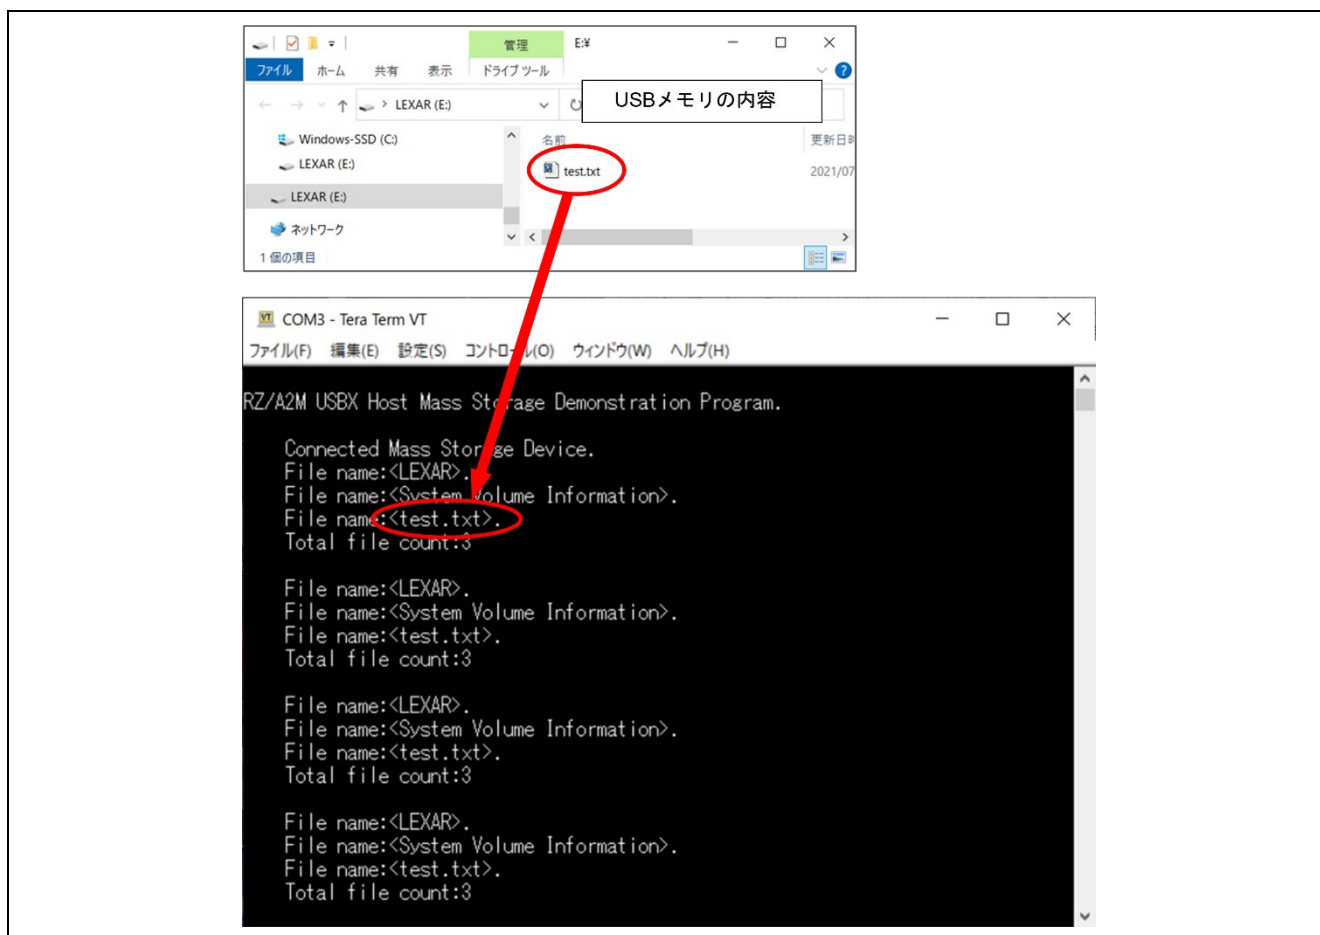 管理 E:¥
ファイル ホーム 共有 表示 ドライブ ツール
LEXAR (E:) USBメモリの内容
Windows-SSD (C:) 名前 更新日時
LEXAR (E:) test.txt 2021/07
LEXAR (E:)
ネットワーク
1 個の項目
COM3 - Tera Term VT
ファイル(F) 編集(E) 設定(S) コントロール(O) ウィンドウ(W) ヘルプ(H)
RZ/A2M USBX Host Mass Storage Demonstration Program.
Connected Mass Storage Device.
File name:<LEXAR>.
File name:<System Volume Information>.
File name:<test.txt>.
Total file count:3
File name:<LEXAR>.
File name:<System Volume Information>.
File name:<test.txt>.
Total file count:3
File name:<LEXAR>.
File name:<System Volume Information>.
File name:<test.txt>.
Total file count:3
File name:<LEXAR>.
File name:<System Volume Information>.
File name:<test.txt>.
Total file count:3